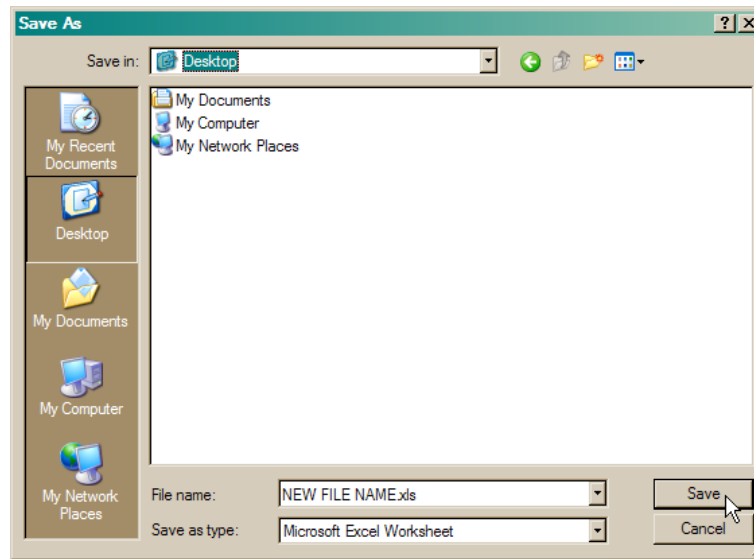 Save As
Save in: Desktop
My Documents
My Computer
My Network Places
My Recent
Documents
Desktop
My Documents
My Computer
My Network
Places
File name: NEW FILE NAME.xls
Save
Save as type: Microsoft Excel Worksheet
Cancel